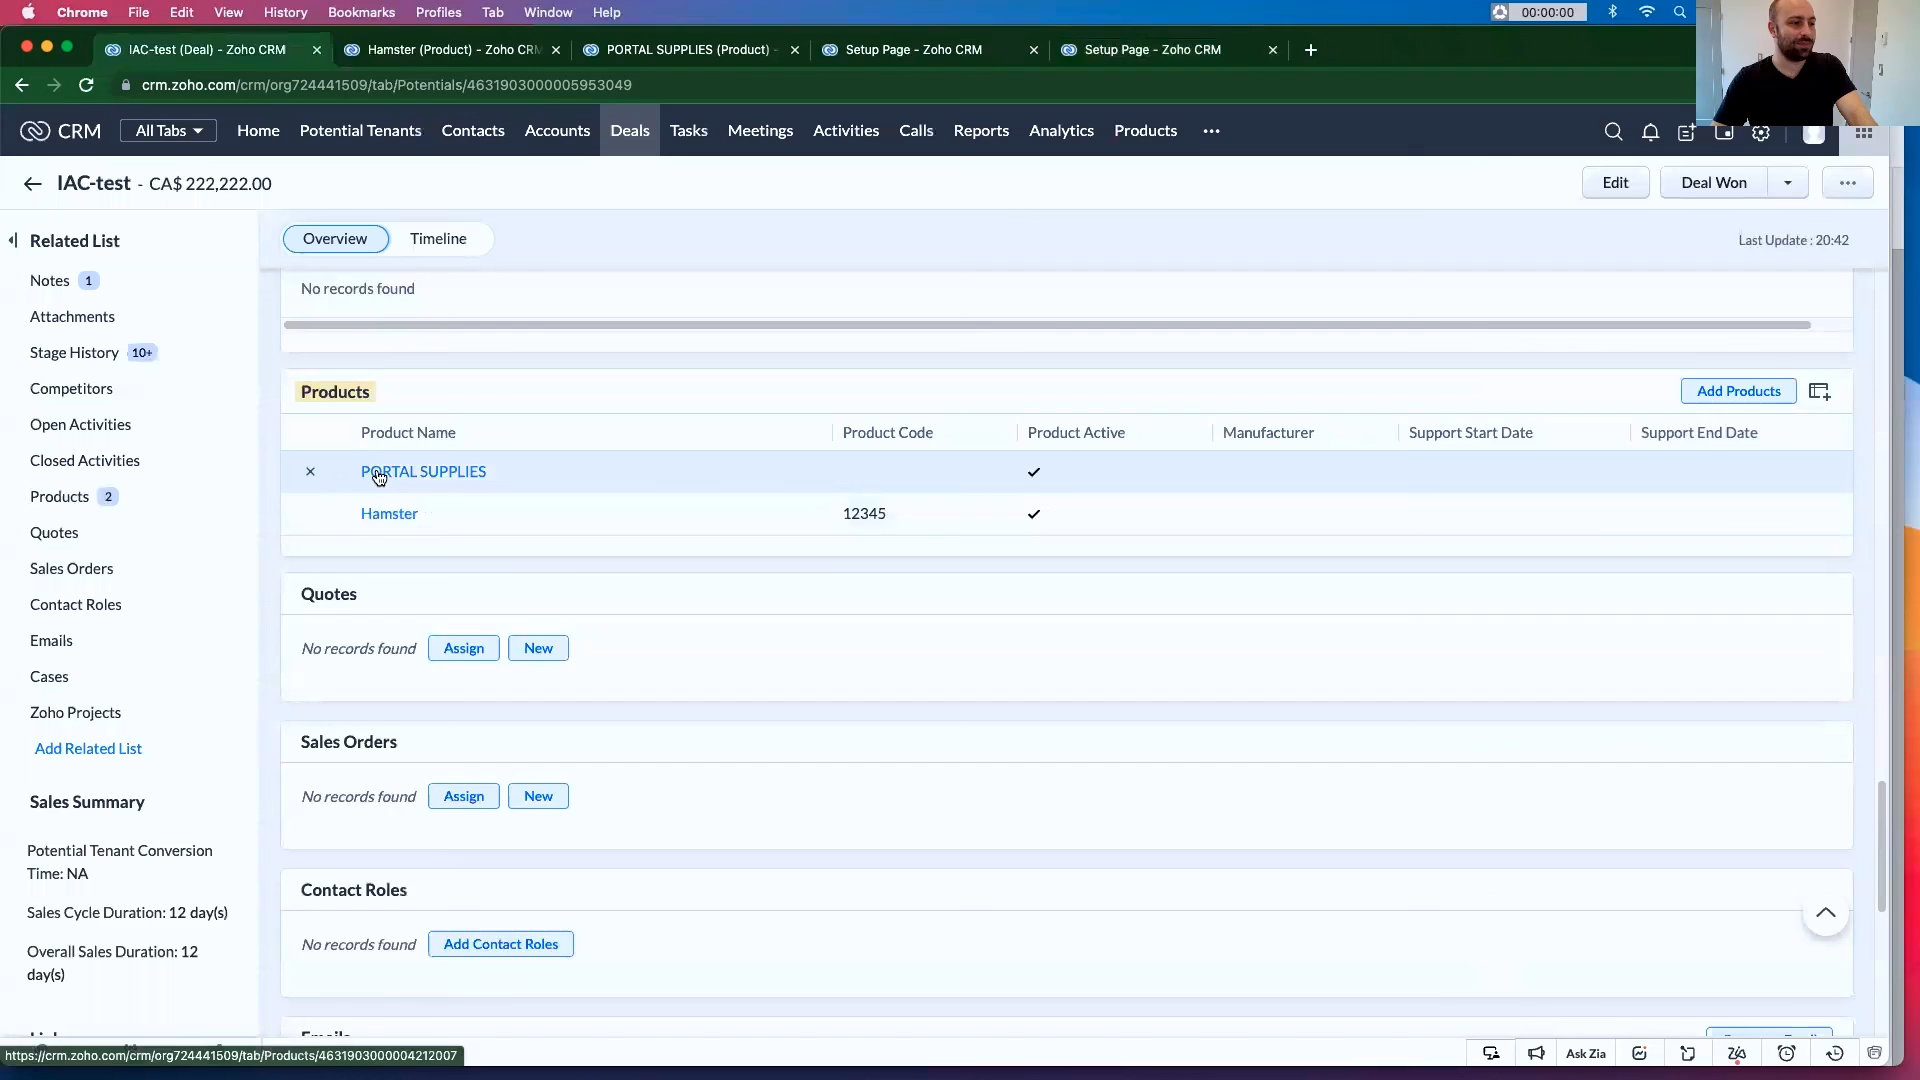 Chrome File Edit View History Bookmarks Profiles Tab Window Help 00:00:00
IAC-test (Deal) - Zoho CRM Hamster (Product) - Zoho CRM PORTAL SUPPLIES (Product) - Setup Page - Zoho CRM Setup Page - Zoho CRM
crm.zoho.com/crm/org724441509/tab/Potentials/4631903000005953049
CRM All Tabs Home Potential Tenants Contacts Accounts Deals Tasks Meetings Activities Calls Reports Analytics Products
IAC-test - CA$ 222,222.00 Edit Deal Won
Related List
Notes 1
Attachments
Stage History 10+
Competitors
Open Activities
Closed Activities
Products 2
Quotes
Sales Orders
Contact Roles
Emails
Cases
Zoho Projects
Add Related List
Sales Summary
Potential Tenant Conversion
Time: NA
Sales Cycle Duration: 12 day(s)
Overall Sales Duration: 12
day(s)
Overview Timeline Last Update : 20:42
No records found
Products Add Products
Product Name Product Code Product Active Manufacturer Support Start Date Support End Date
PORTAL SUPPLIES
Hamster 12345
Quotes
No records found Assign New
Sales Orders
No records found Assign New
Contact Roles
No records found Add Contact Roles
Emails
https://crm.zoho.com/crm/org724441509/tab/Products/4631903000004212007
Ask Zia